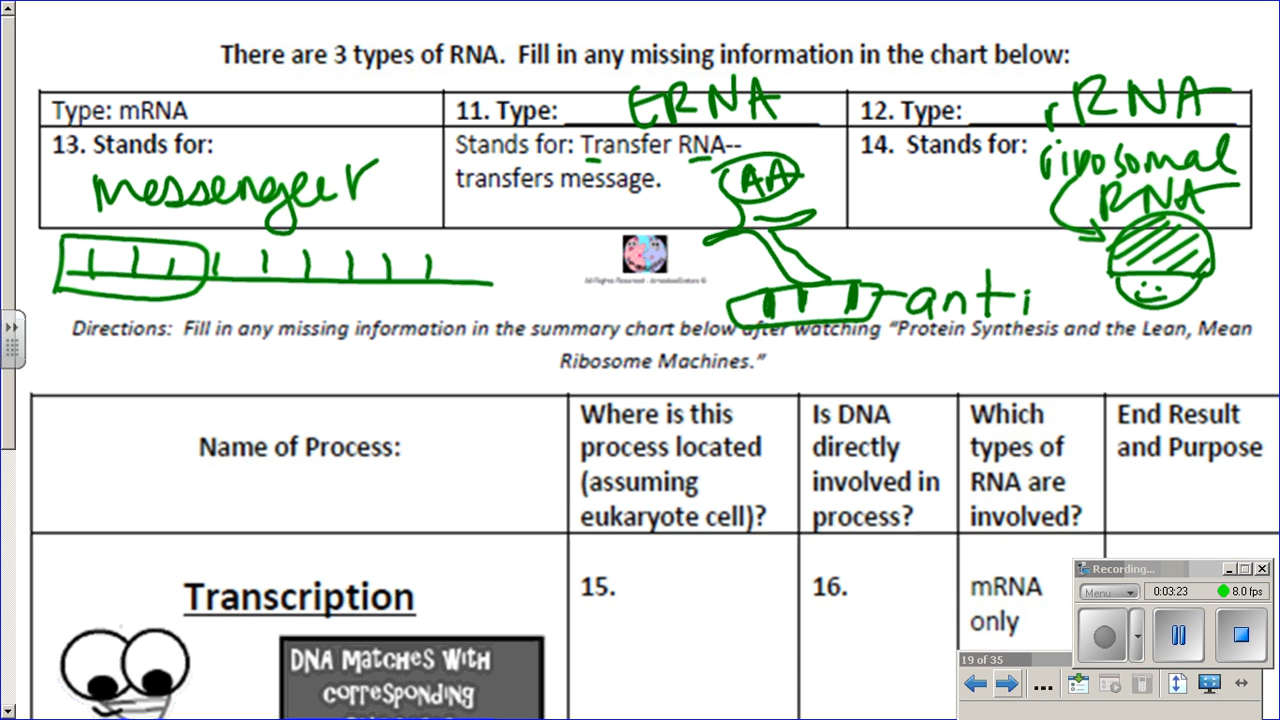 There are 3 types of RNA. Fill in any missing information in the chart below:
Type: mRNA
11. Type: tRNA
12. Type: rRNA
13. Stands for:
messenger
Stands for: Transfer RNA--
transfers message.
14. Stands for: ribosomal
RNA
AA
anti
Directions: Fill in any missing information in the summary chart below after watching “Protein Synthesis and the Lean, Mean
Ribosome Machines.”
Name of Process:
Where is this
process located
(assuming
eukaryote cell)?
Is DNA
directly
involved in
process?
Which
types of
RNA are
involved?
End Result
and Purpose
Transcription
DNA MATCHES WITH
CORRESPONDING
15.
16.
mRNA
only
Recording...
Menu
0:03:23
8.0 fps
19 of 35